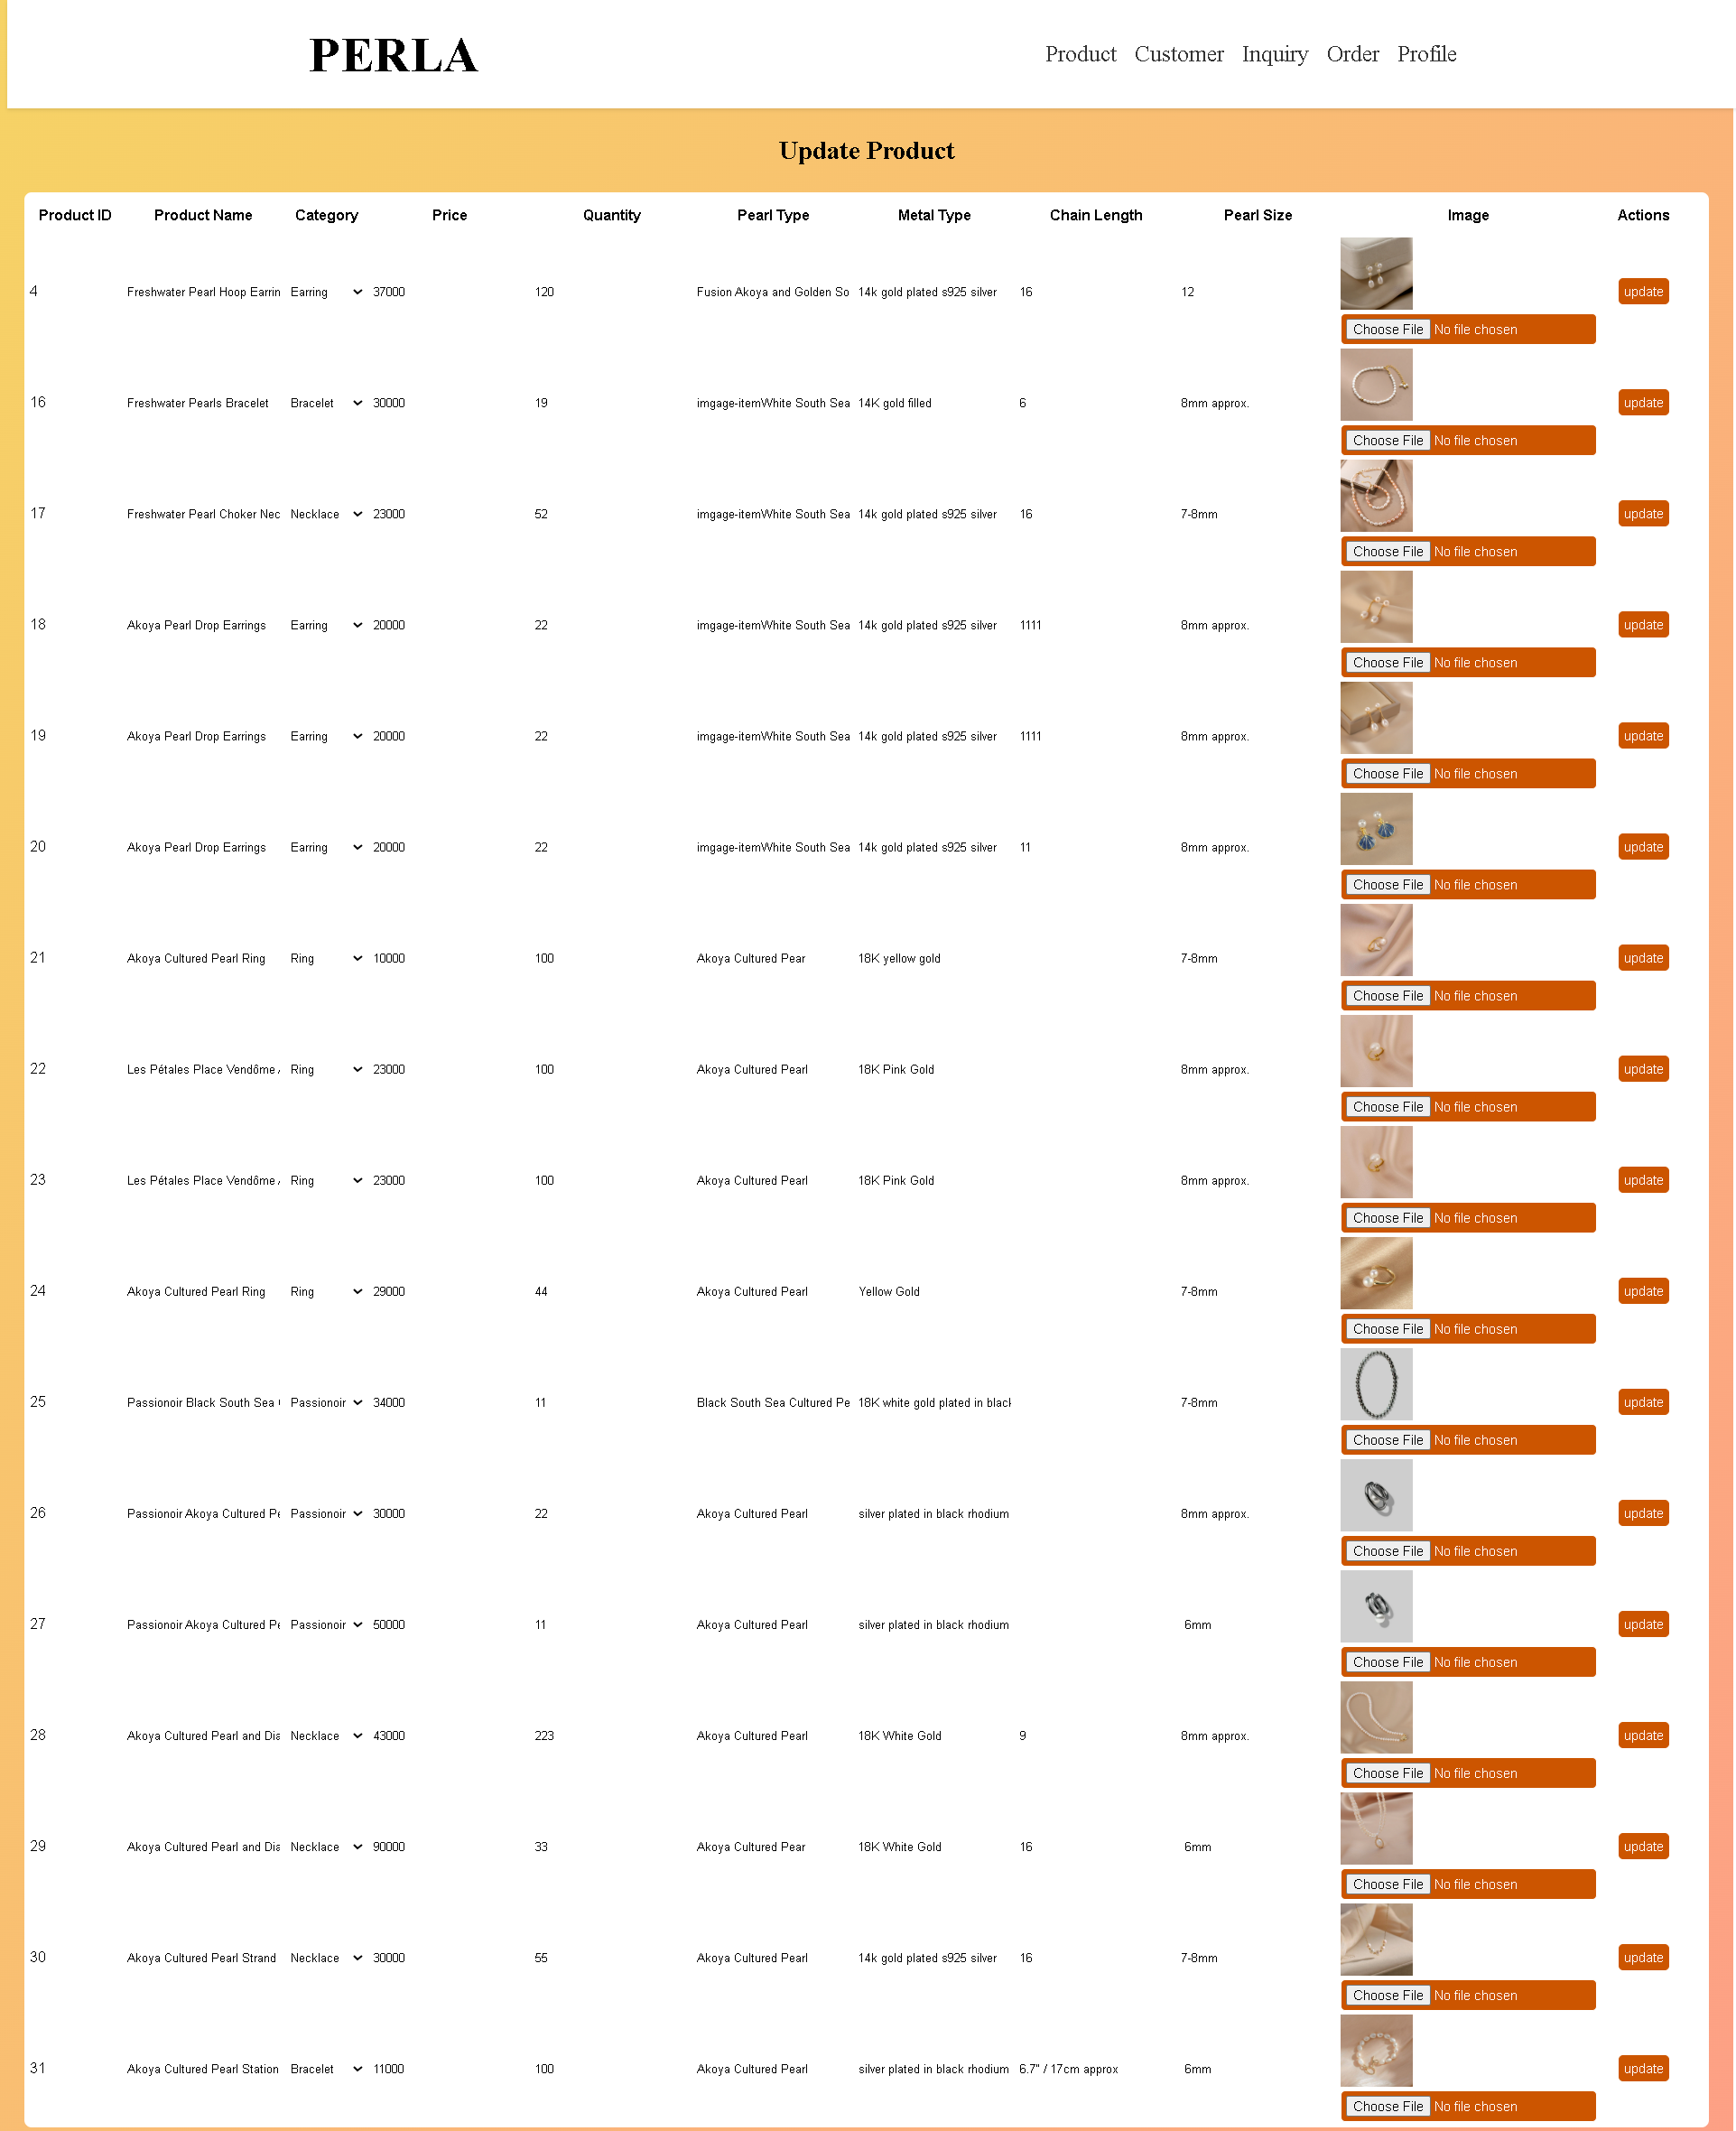 PERLA
Product Customer Inquiry Order Profile
Update Product
Product ID Product Name Category Price Quantity Pearl Type Metal Type Chain Length Pearl Size Image Actions
4 Freshwater Pearl Hoop Earrin Earring 37000 120 Fusion Akoya and Golden So 14k gold plated s925 silver 16 12 update
Choose File No file chosen
16 Freshwater Pearls Bracelet Bracelet 30000 19 imgage-itemWhite South Sea 14K gold filled 6 8mm approx. update
Choose File No file chosen
17 Freshwater Pearl Choker Nec Necklace 23000 52 imgage-itemWhite South Sea 14k gold plated s925 silver 16 7-8mm update
Choose File No file chosen
18 Akoya Pearl Drop Earrings Earring 20000 22 imgage-itemWhite South Sea 14k gold plated s925 silver 1111 8mm approx. update
Choose File No file chosen
19 Akoya Pearl Drop Earrings Earring 20000 22 imgage-itemWhite South Sea 14k gold plated s925 silver 1111 8mm approx. update
Choose File No file chosen
20 Akoya Pearl Drop Earrings Earring 20000 22 imgage-itemWhite South Sea 14k gold plated s925 silver 11 8mm approx. update
Choose File No file chosen
21 Akoya Cultured Pearl Ring Ring 10000 100 Akoya Cultured Pear 18K yellow gold 7-8mm update
Choose File No file chosen
22 Les Pétales Place Vendôme Ring 23000 100 Akoya Cultured Pearl 18K Pink Gold 8mm approx. update
Choose File No file chosen
23 Les Pétales Place Vendôme Ring 23000 100 Akoya Cultured Pearl 18K Pink Gold 8mm approx. update
Choose File No file chosen
24 Akoya Cultured Pearl Ring Ring 29000 44 Akoya Cultured Pearl Yellow Gold 7-8mm update
Choose File No file chosen
25 Passionoir Black South Sea Passionoir 34000 11 Black South Sea Cultured Pe 18K white gold plated in black 7-8mm update
Choose File No file chosen
26 Passionoir Akoya Cultured Pe Passionoir 30000 22 Akoya Cultured Pearl silver plated in black rhodium 8mm approx. update
Choose File No file chosen
27 Passionoir Akoya Cultured Pe Passionoir 50000 11 Akoya Cultured Pearl silver plated in black rhodium 6mm update
Choose File No file chosen
28 Akoya Cultured Pearl and Dia Necklace 43000 223 Akoya Cultured Pearl 18K White Gold 9 8mm approx. update
Choose File No file chosen
29 Akoya Cultured Pearl and Dia Necklace 90000 33 Akoya Cultured Pear 18K White Gold 16 6mm update
Choose File No file chosen
30 Akoya Cultured Pearl Strand Necklace 30000 55 Akoya Cultured Pearl 14k gold plated s925 silver 16 7-8mm update
Choose File No file chosen
31 Akoya Cultured Pearl Station Bracelet 11000 100 Akoya Cultured Pearl silver plated in black rhodium 6.7" / 17cm approx 6mm update
Choose File No file chosen